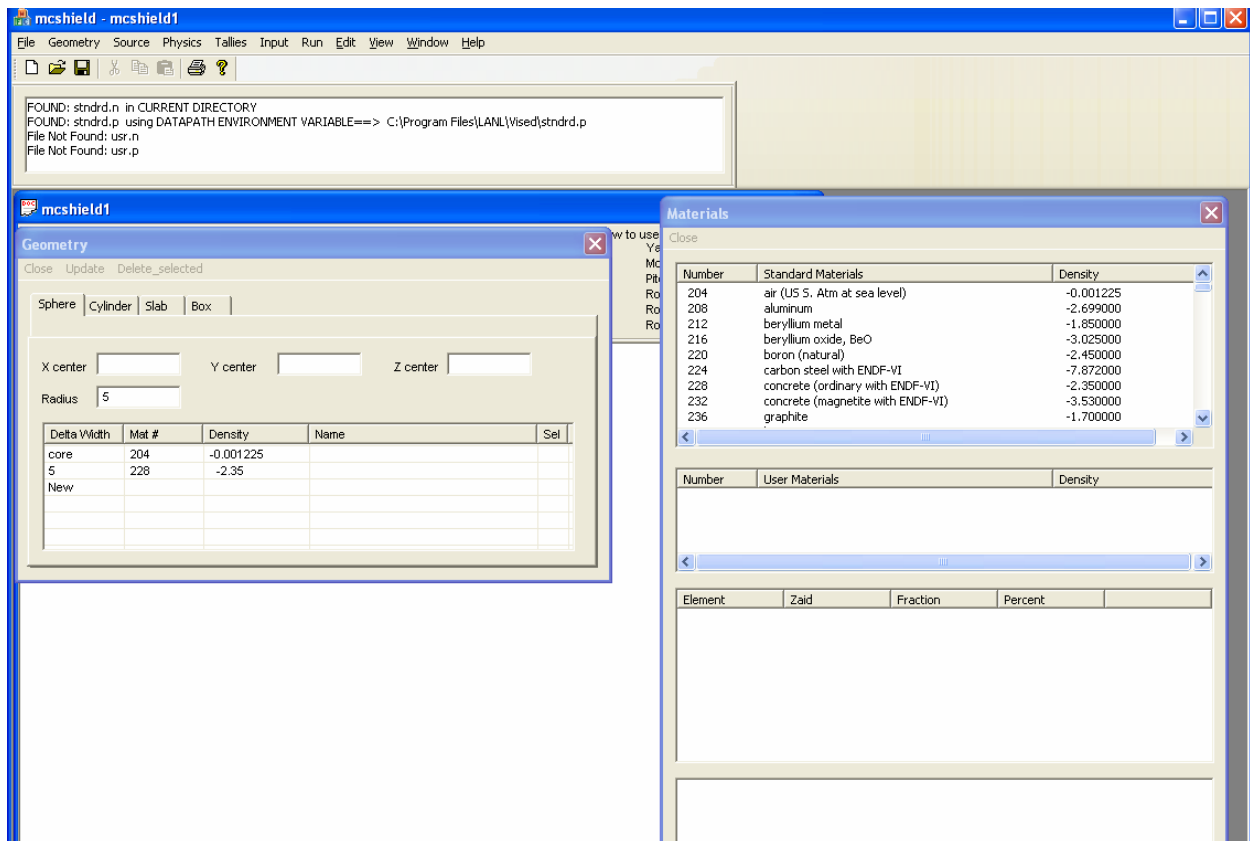 mcshield - mcshield1
File Geometry Source Physics Tallies Input Run Edit View Window Help
FOUND: stndrd.n in CURRENT DIRECTORY
FOUND: stndrd.p using DATAPATH ENVIRONMENT VARIABLE==> C:\Program Files\LANL\Vised\stndrd.p
File Not Found: usr.n
File Not Found: usr.p
mcshield1
Geometry
Close Update Delete_selected
Sphere Cylinder Slab Box
X center Y center Z center
Radius 5
Delta Width Mat # Density Name Sel
core 204 -0.001225
5 228 -2.35
New
to use
Materials
Close
Number Standard Materials Density
204 air (US S. Atm at sea level) -0.001225
208 aluminum -2.699000
212 beryllium metal -1.850000
216 beryllium oxide, BeO -3.025000
220 boron (natural) -2.450000
224 carbon steel with ENDF-VI -7.872000
228 concrete (ordinary with ENDF-VI) -2.350000
232 concrete (magnetite with ENDF-VI) -3.530000
236 graphite -1.700000
Number User Materials Density
Element Zaid Fraction Percent